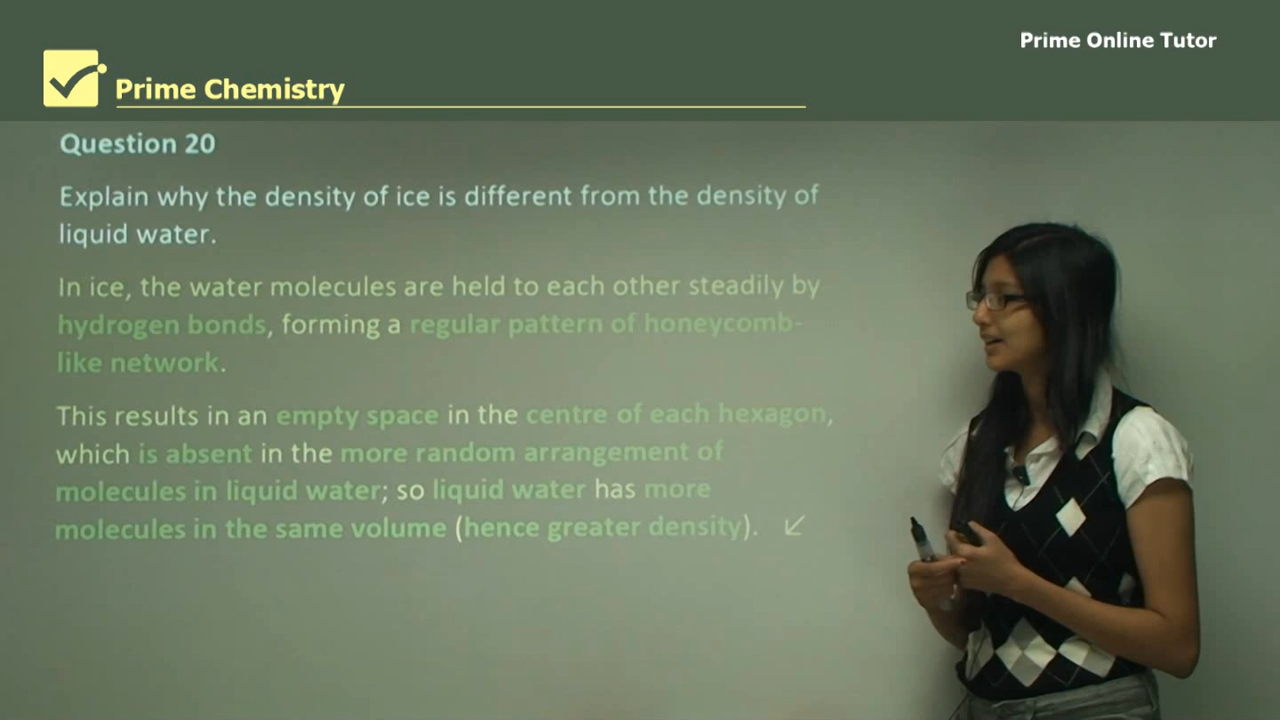 Prime Online Tutor
Prime Chemistry
Question 20
Explain why the density of ice is different from the density of
liquid water.
In ice, the water molecules are held to each other steadily by
hydrogen bonds, forming a regular pattern of honeycomb-
like network.
This results in an empty space in the centre of each hexagon,
which is absent in the more random arrangement of
molecules in liquid water; so liquid water has more
molecules in the same volume (hence greater density). ↙